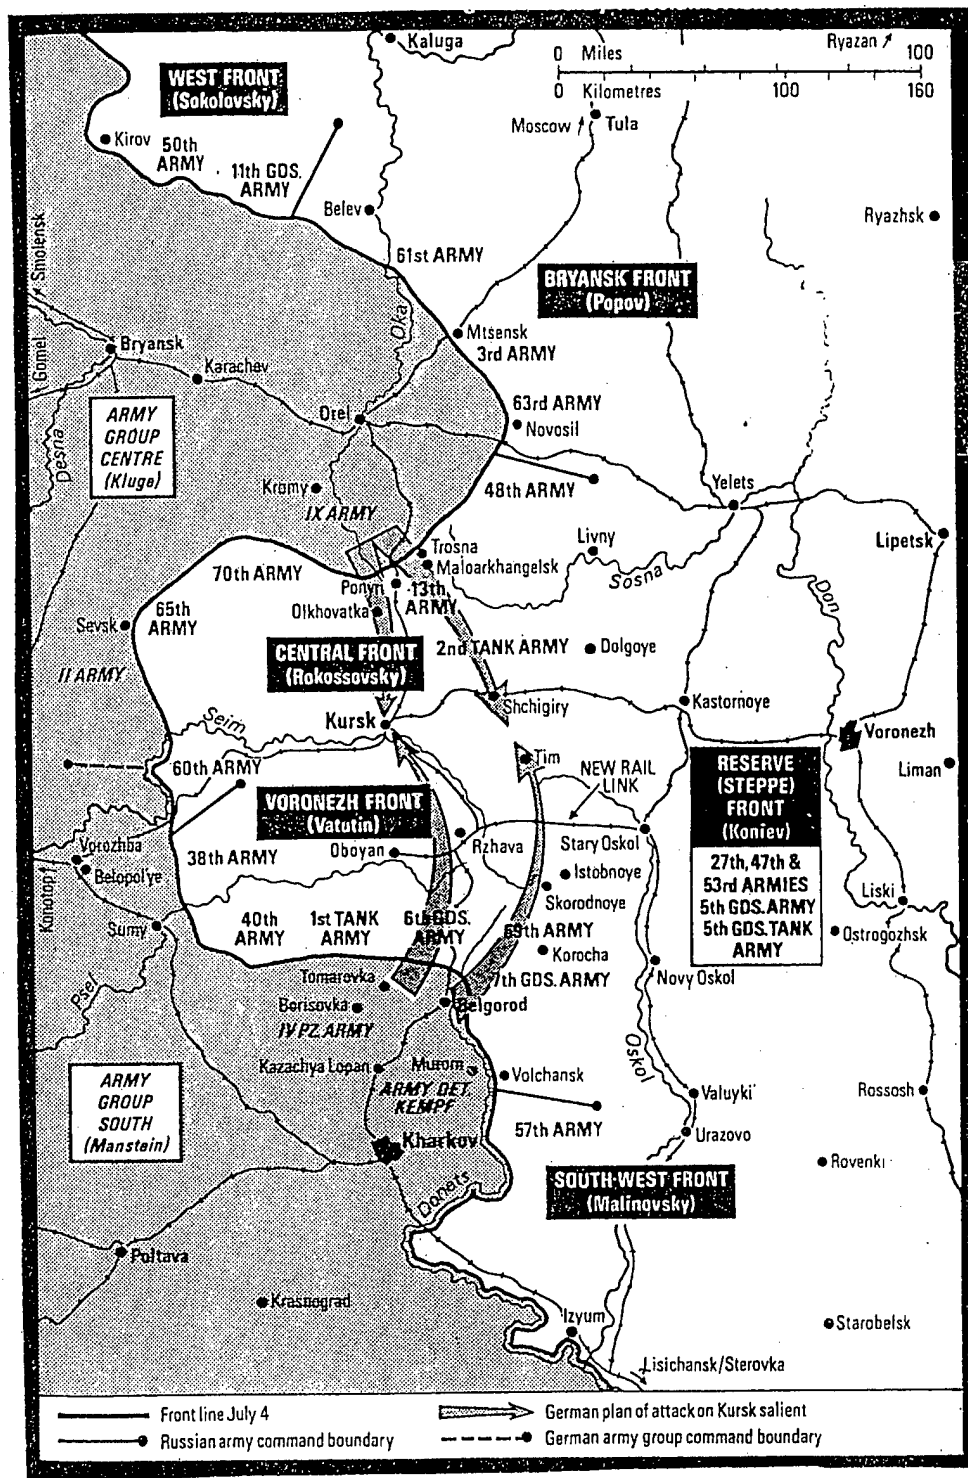 Kaluga
0 Miles 100
Ryazan
0 Kilometres 100 160
WEST FRONT
(Sokolovsky)
Moscow
Tula
Kirov
50th
ARMY
11th GDS.
ARMY
Belev
Ryazhsk
Smolensk
61st ARMY
BRYANSK FRONT
(Popov)
Oka
Gomel
Bryansk
Mtsensk
3rd ARMY
Karachev
ARMY
GROUP
CENTRE
(Kluge)
Desna
Orel
63rd ARMY
Novosil
Kromy
IX ARMY
48th ARMY
Yelets
Livny
Lipetsk
Trosna
Maloarkhangelsk
Sosna
Don
70th ARMY
Ponyri
13th
ARMY
Olkhovatka
65th
ARMY
Sevsk
CENTRAL FRONT
(Rokossovsky)
2nd TANK ARMY
Dolgoye
II ARMY
Seim
Kursk
Shchigiry
Kastornoye
Voronezh
Tim
Liman
60th ARMY
NEW RAIL
LINK
RESERVE
(STEPPE)
FRONT
(Koniev)
27th, 47th &
53rd ARMIES
5th GDS. ARMY
5th GDS. TANK
ARMY
VORONEZH FRONT
(Vatutin)
Vorozhba
Belopol'ye
38th ARMY
Oboyan
Rzhava
Stary Oskol
Istobnoye
Skorodnoye
Liski
Ostrogozhsk
Konotop
Sumy
40th
ARMY
1st TANK
ARMY
6th GDS.
ARMY
69th ARMY
Korocha
7th GDS. ARMY
Novy Oskol
Psel
Tomarovka
Borisovka
Belgorod
IV PZ. ARMY
Kazachya Lopan
Murom
Volchansk
Oskol
Valuyki
Rossosh
ARMY
GROUP
SOUTH
(Manstein)
ARMY DET.
KEMPF
57th ARMY
Urazovo
Kharkov
Rovenki
SOUTH-WEST FRONT
(Malinovsky)
Donets
Poltava
Krasnograd
Izyum
Starobelsk
Lisichansk/Sterovka
Front line July 4
German plan of attack on Kursk salient
Russian army command boundary
German army group command boundary